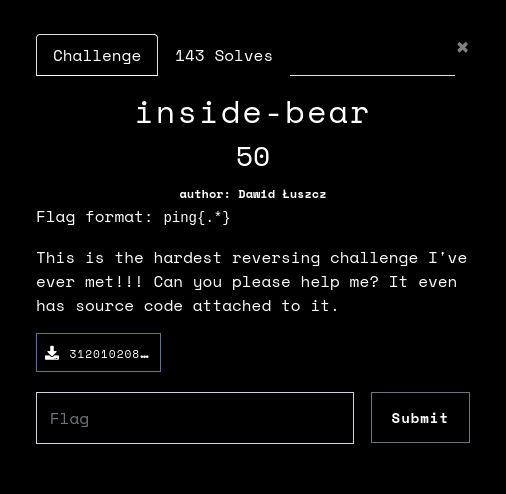 Challenge
143 Solves
×
inside-bear
50
author: Dawid Łuszcz
Flag format: ping{.*}
This is the hardest reversing challenge I've
ever met!!! Can you please help me? It even
has source code attached to it.
312010208…
Flag
Submit